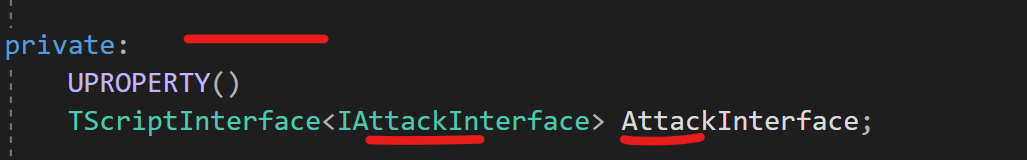 private:
UPROPERTY()
TScriptInterface<IAttackInterface> AttackInterface;